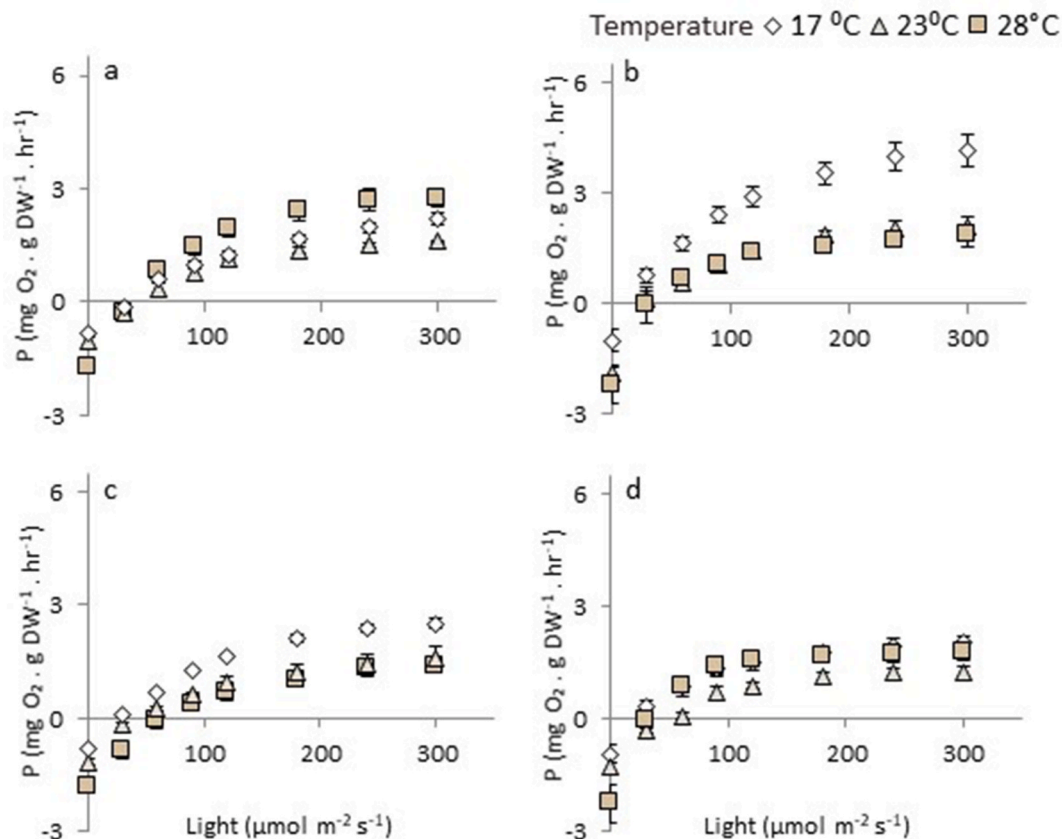 Temperature ◇ 17 ⁰C △ 23⁰C □ 28°C
a
P (mg O₂ . g DW⁻¹ . hr⁻¹)
6
3
0
-3
100 200 300
b
P (mg O₂ . g DW⁻¹ . hr⁻¹)
6
3
0
-3
100 200 300
c
P (mg O₂ . g DW⁻¹ . hr⁻¹)
6
3
0
-3
100 200 300
Light (µmol m⁻² s⁻¹)
d
P (mg O₂ . g DW⁻¹ . hr⁻¹)
6
3
0
-3
100 200 300
Light (µmol m⁻² s⁻¹)